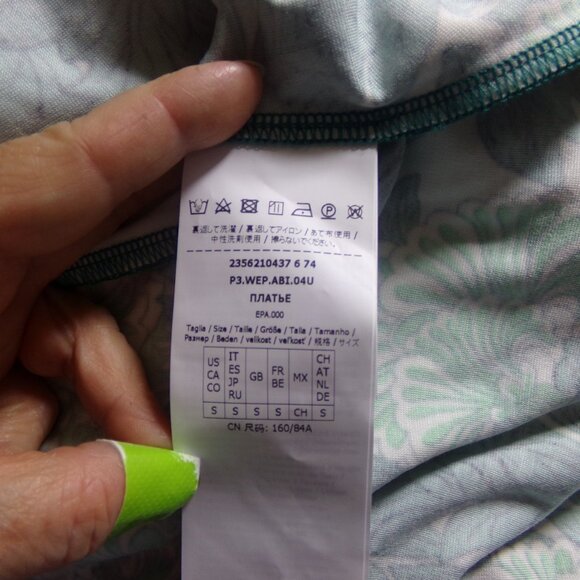 裏返して洗濯 / 裏返してアイロン / あて布使用 /
中性洗剤使用 / 擦らないでください。
2356210437 6 74
P3.WEP.ABI.04U
ПЛАТЬЕ
EPA.000
Taglia / Size / Taille / Größe / Talla / Tamanho /
Размер / Beden / velikost / veľkosť / 规格 / サイズ
US CA CO IT ES JP RU GB FR BE MX CH AT NL DE
S S S S CH S
CN 尺码: 160/84A